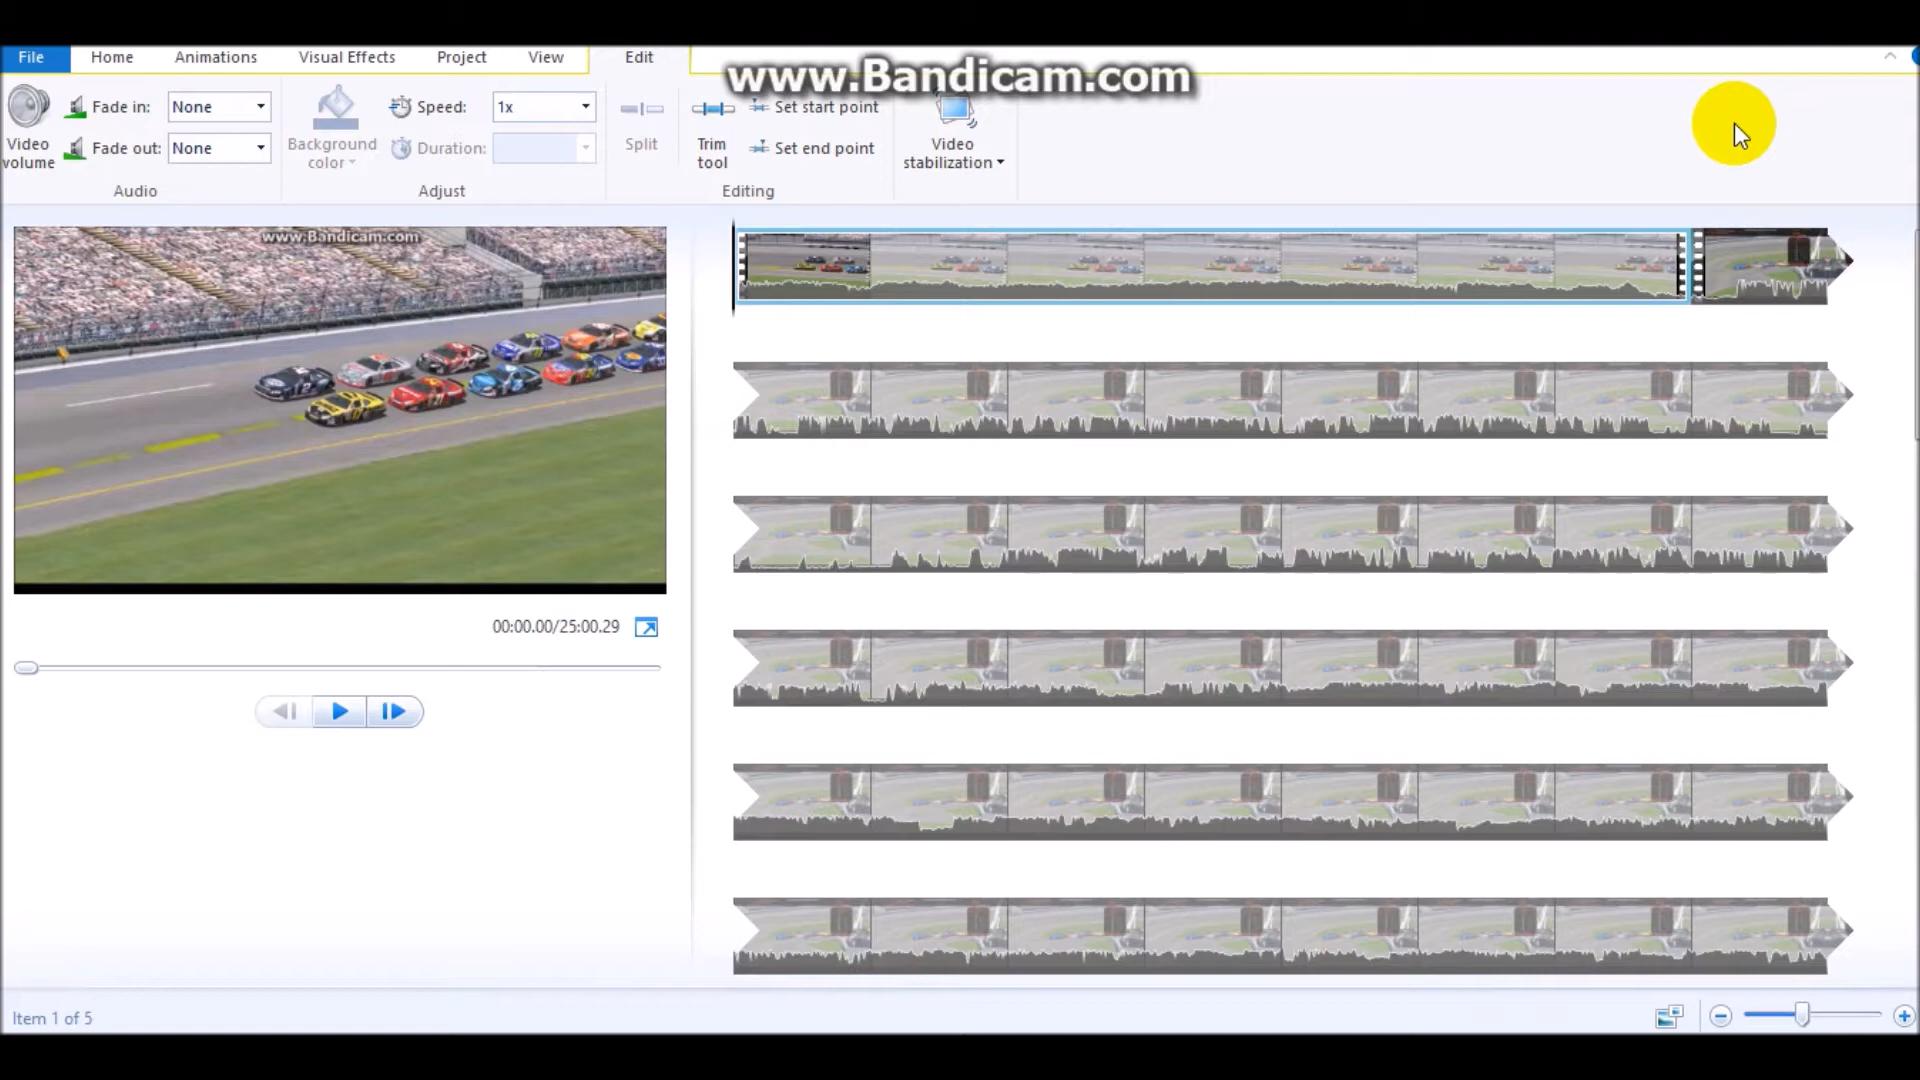 File Home Animations Visual Effects Project View Edit
www.Bandicam.com
Fade in: None Speed: 1x Set start point
Video volume Fade out: None Background color Duration: Split Trim tool Set end point Video stabilization
Audio Adjust Editing
www.Bandicam.com
00:00.00/25:00.29
Item 1 of 5